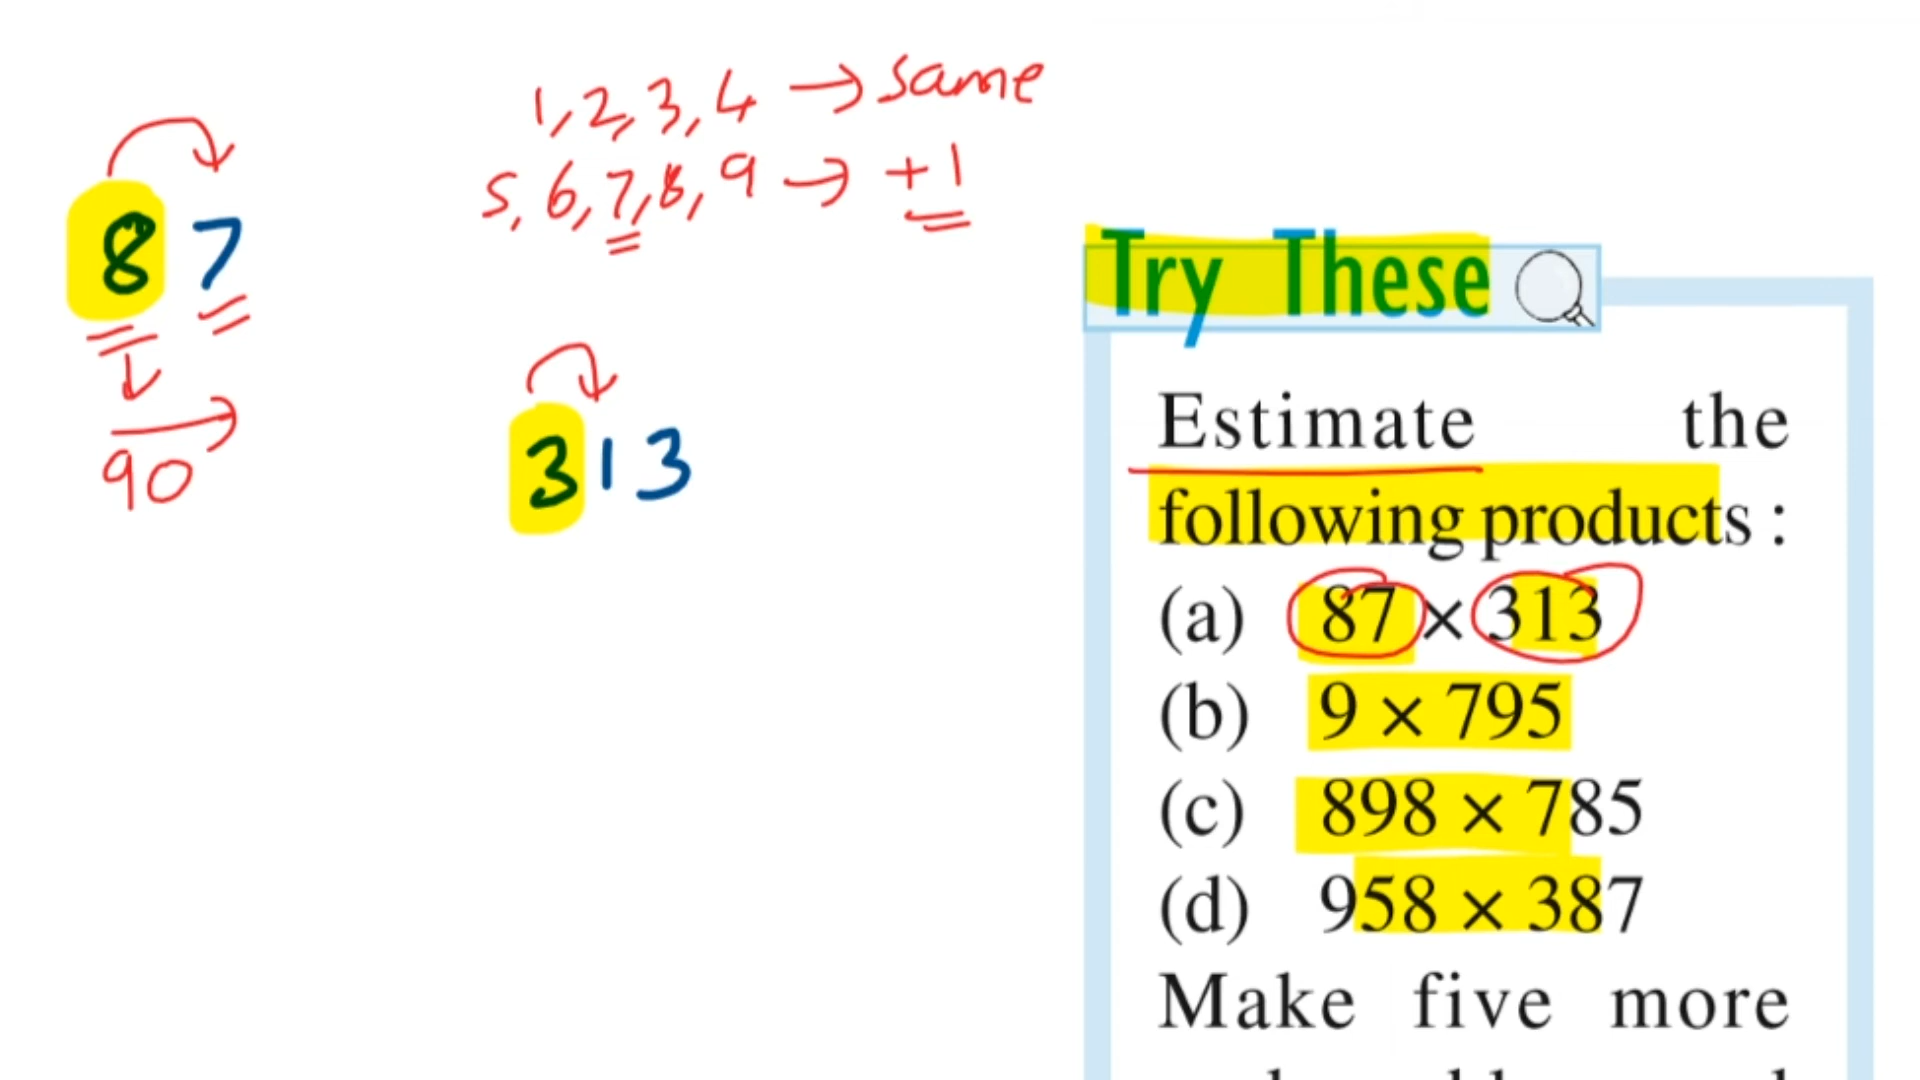 1, 2, 3, 4 → same
5, 6, 7, 8, 9 → +1
87
90
313
Try These
Estimate the
following products :
(a) 87 × 313
(b) 9 × 795
(c) 898 × 785
(d) 958 × 387
Make five more